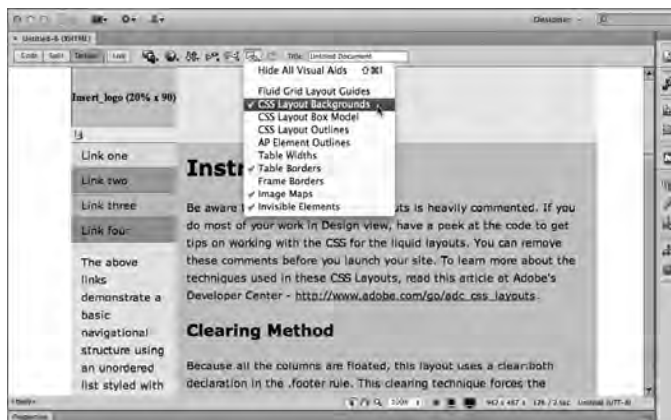 Designer
Untitled-6 (XHTML)
Code Split Design Live Title: Untitled Document
Hide All Visual Aids ⇧⌘I
Fluid Grid Layout Guides
✓ CSS Layout Backgrounds
CSS Layout Box Model
CSS Layout Outlines
AP Element Outlines
Table Widths
✓ Table Borders
Frame Borders
✓ Image Maps
✓ Invisible Elements
Insert_logo (20% x 90)
Link one
Link two
Link three
Link four
The above
links
demonstrate a
basic
navigational
structure using
an unordered
list styled with
Instr
Be aware uts is heavily commented. If you
do most of your work in Design view, have a peek at the code to get
tips on working with the CSS for the liquid layouts. You can remove
these comments before you launch your site. To learn more about the
techniques used in these CSS Layouts, read this article at Adobe's
Developer Center - http://www.adobe.com/go/adc_css_layouts.
Clearing Method
Because all the columns are floated, this layout uses a clear:both
declaration in the .footer rule. This clearing technique forces the
<body> 100% Unicode (UTF-8)
Properties